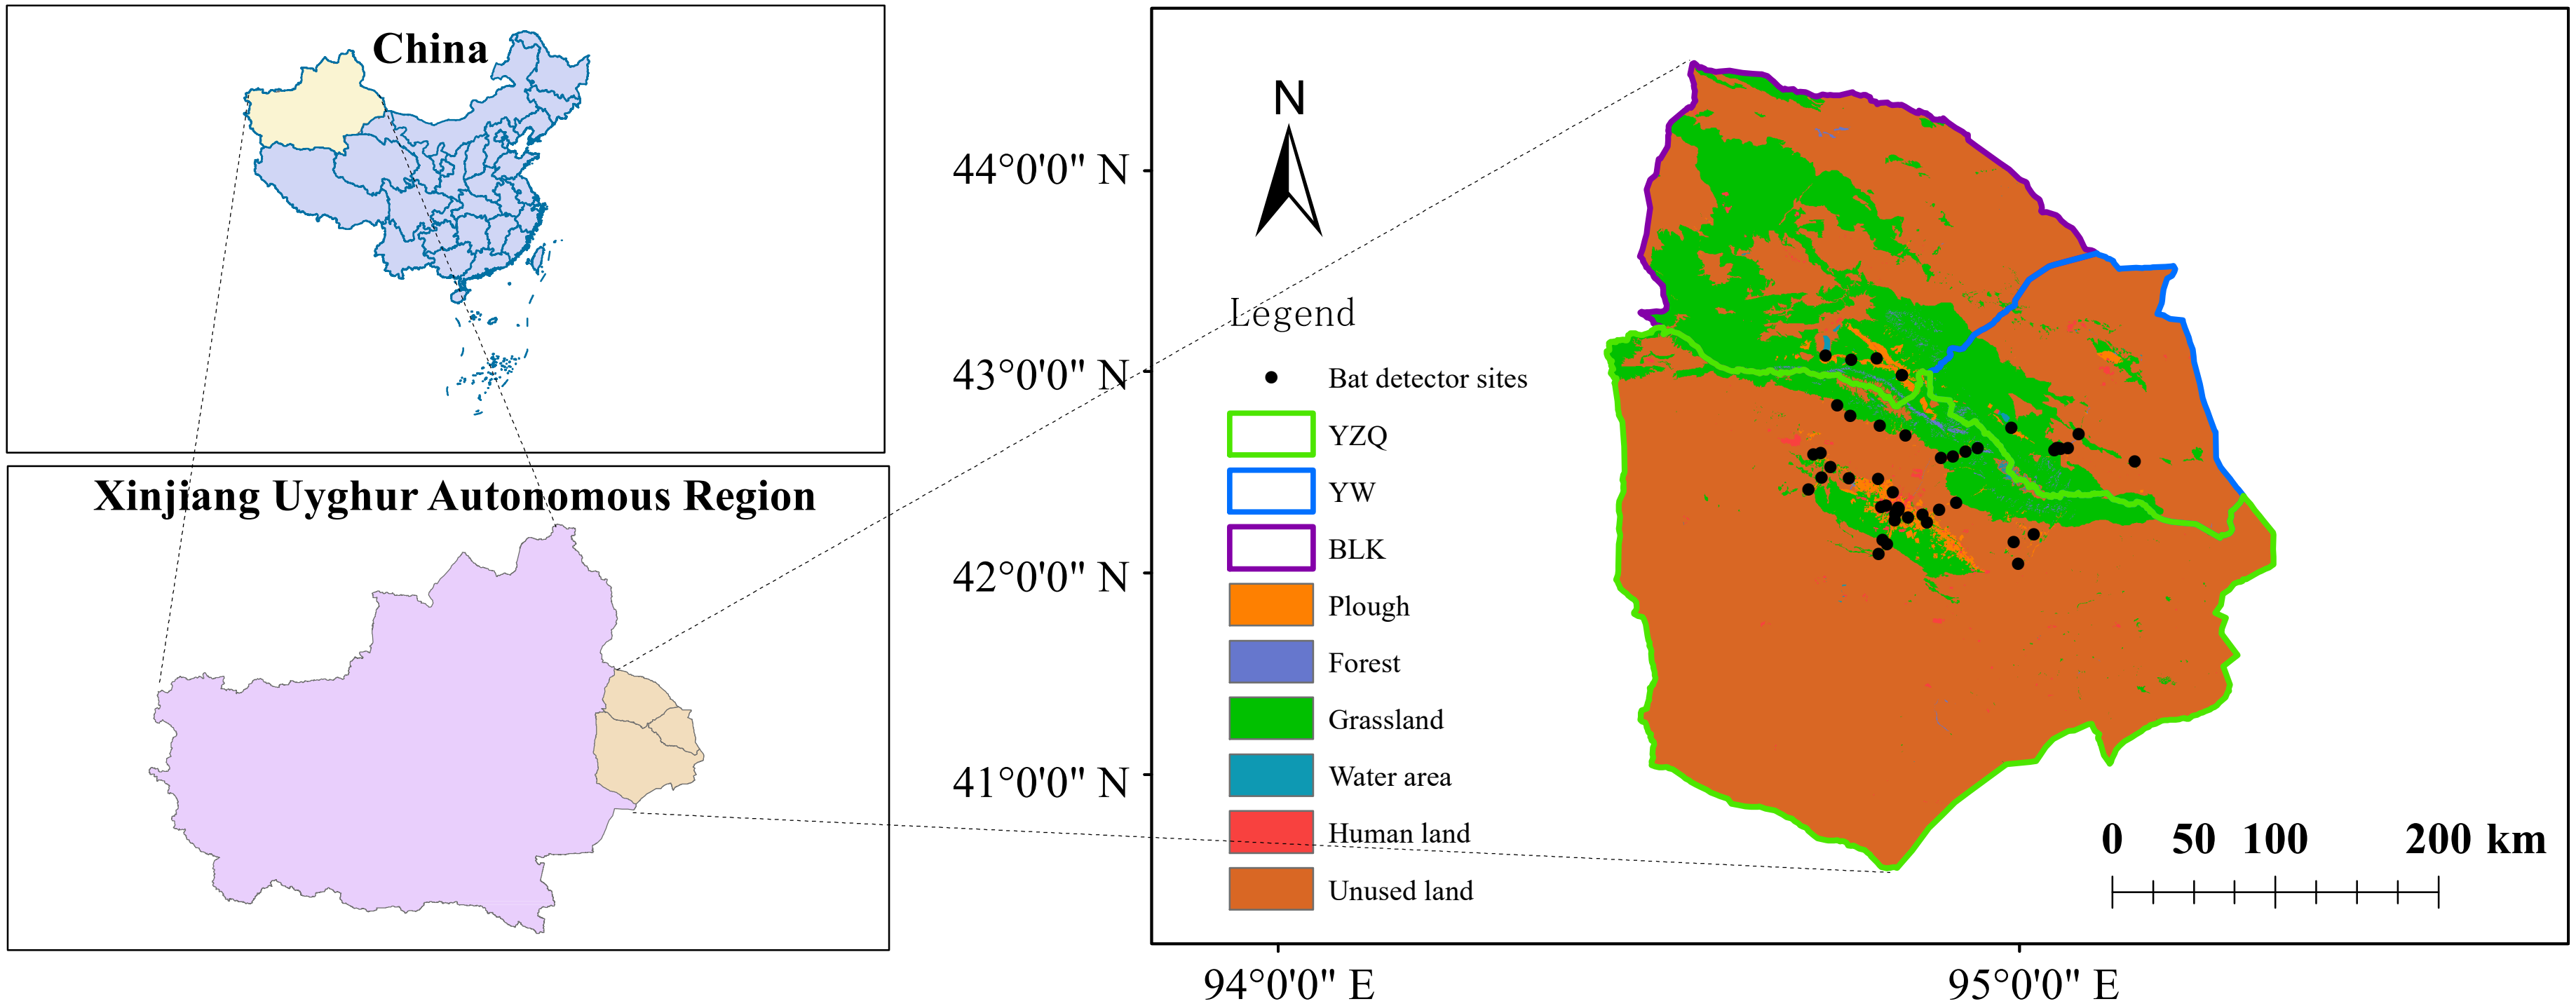 China
Xinjiang Uyghur Autonomous Region
N
44°0'0" N
43°0'0" N
42°0'0" N
41°0'0" N
94°0'0" E
95°0'0" E
Legend
Bat detector sites
YZQ
YW
BLK
Plough
Forest
Grassland
Water area
Human land
Unused land
0 50 100 200 km